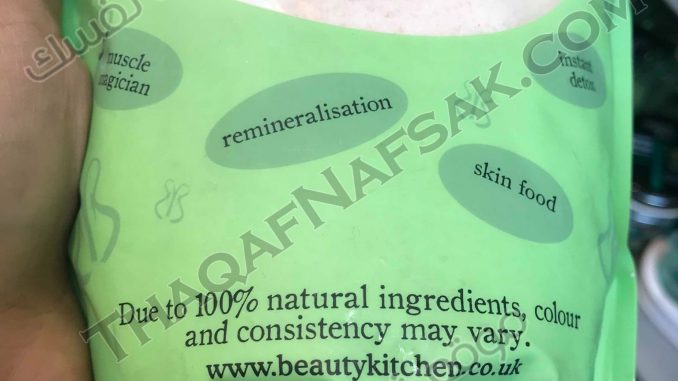 muscle
magician
instant
detox
remineralisation
skin food
Due to 100% natural ingredients, colour
and consistency may vary.
www.beautykitchen.co.uk
THAQAFNAFSAK.COM